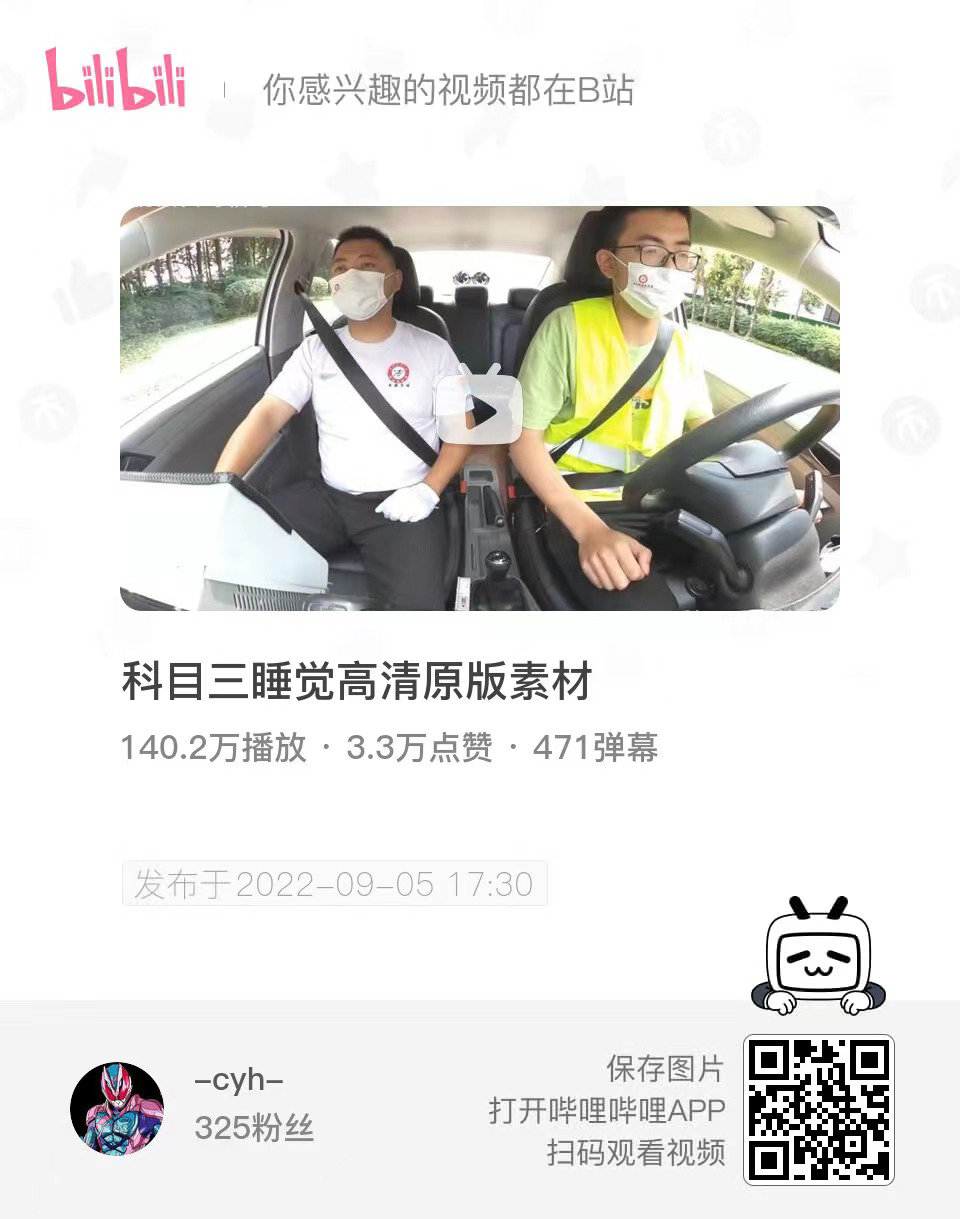 bilibili
你感兴趣的视频都在B站
科目三睡觉高清原版素材
140.2万播放 · 3.3万点赞 · 471弹幕
发布于2022-09-05 17:30
-cyh-
325粉丝
保存图片
打开哔哩哔哩APP
扫码观看视频